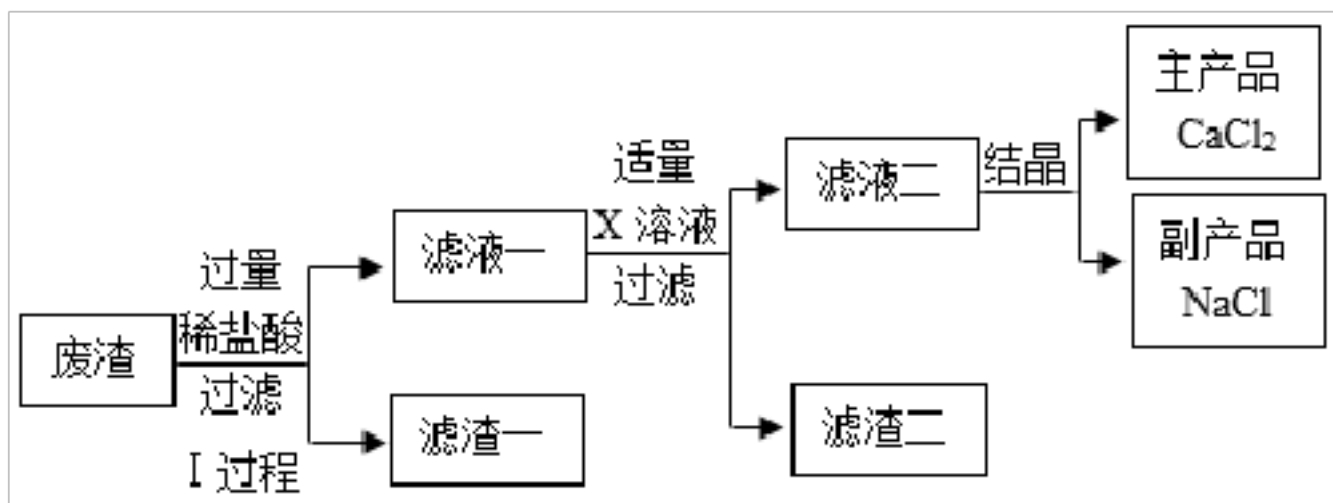 废渣
过量
稀盐酸
过滤
I 过程
滤液一
滤渣一
适量
X 溶液
过滤
滤液二
滤渣二
结晶
主产品
CaCl₂
副产品
NaCl